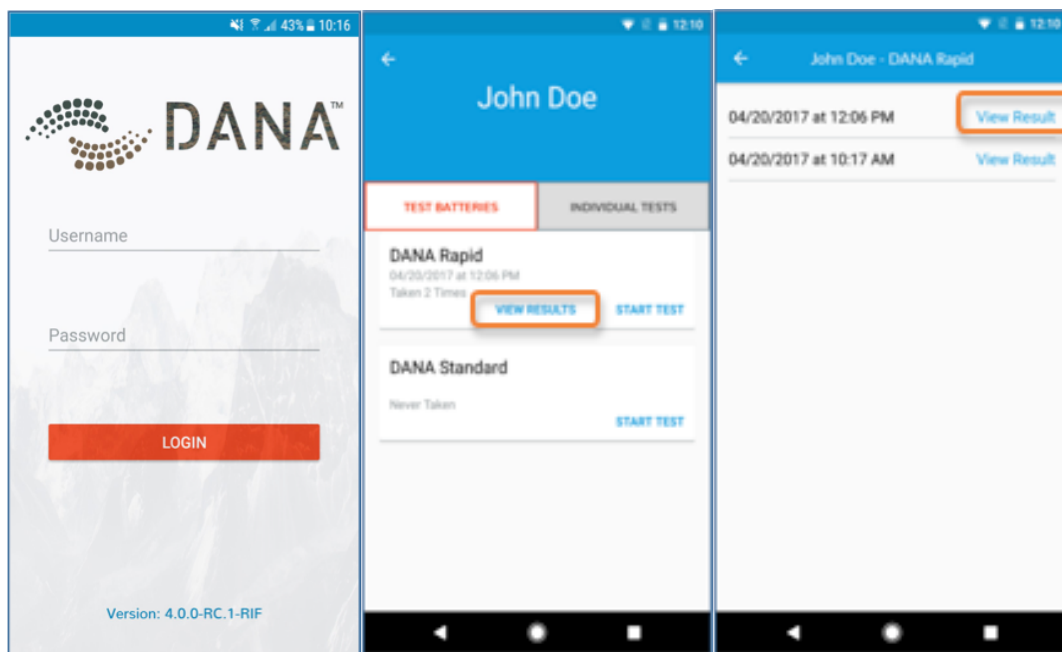 43% 10:16
DANA™
Username
Password
LOGIN
Version: 4.0.0-RC.1-RIF
12:10
John Doe
TEST BATTERIES
INDIVIDUAL TESTS
DANA Rapid
04/20/2017 at 12:06 PM
Taken 2 Times
VIEW RESULTS
START TEST
DANA Standard
Never Taken
START TEST
12:10
John Doe - DANA Rapid
04/20/2017 at 12:06 PM View Result
04/20/2017 at 10:17 AM View Result